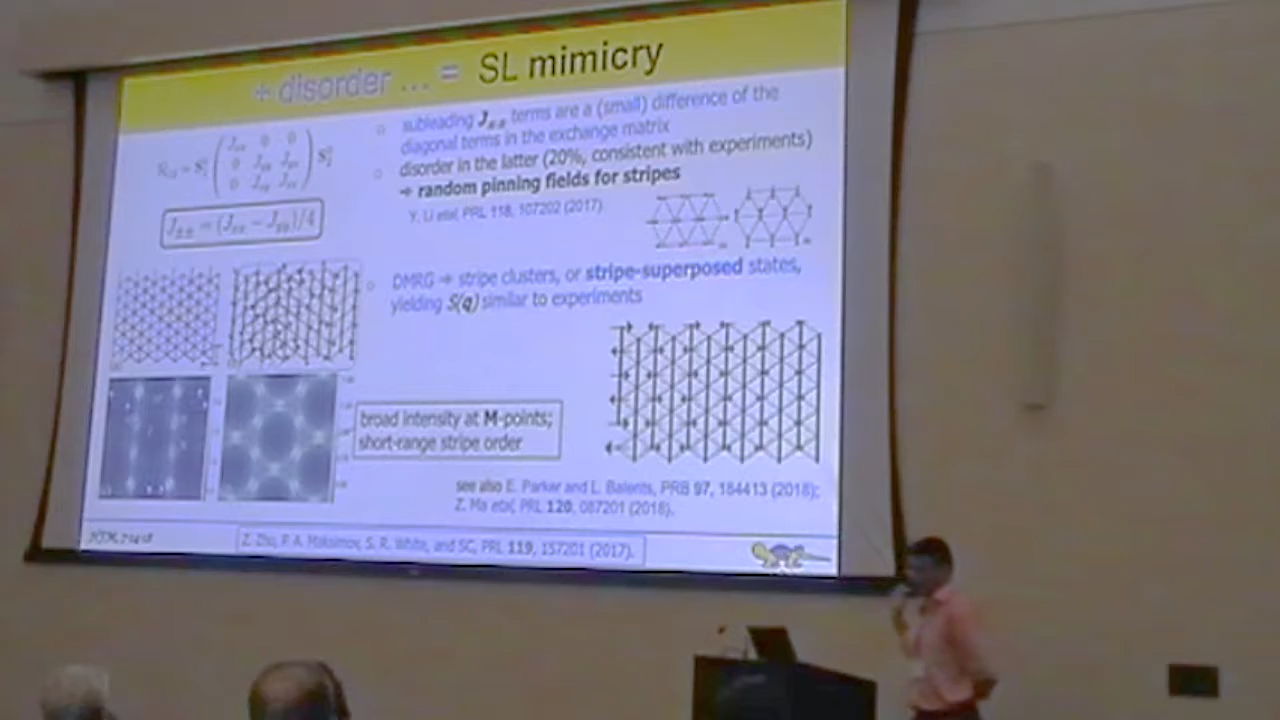 + disorder ... = SL mimicry
subleading J±± terms are a (small) difference of the
diagonal terms in the exchange matrix
disorder in the latter (20%, consistent with experiments)
➔ random pinning fields for stripes
Y. Li etal, PRL 118, 107202 (2017)
J±± = (Jxx − Jyy)/4
DMRG ➔ stripe clusters, or stripe-superposed states,
yielding S(q) similar to experiments
broad intensity at M-points;
short-range stripe order
see also E. Parker and L. Balents, PRB 97, 184413 (2018);
Z. Ma etal, PRL 120, 087201 (2018).
Z. Zhu, P. A. Maksimov, S. R. White, and SC, PRL 119, 157201 (2017).